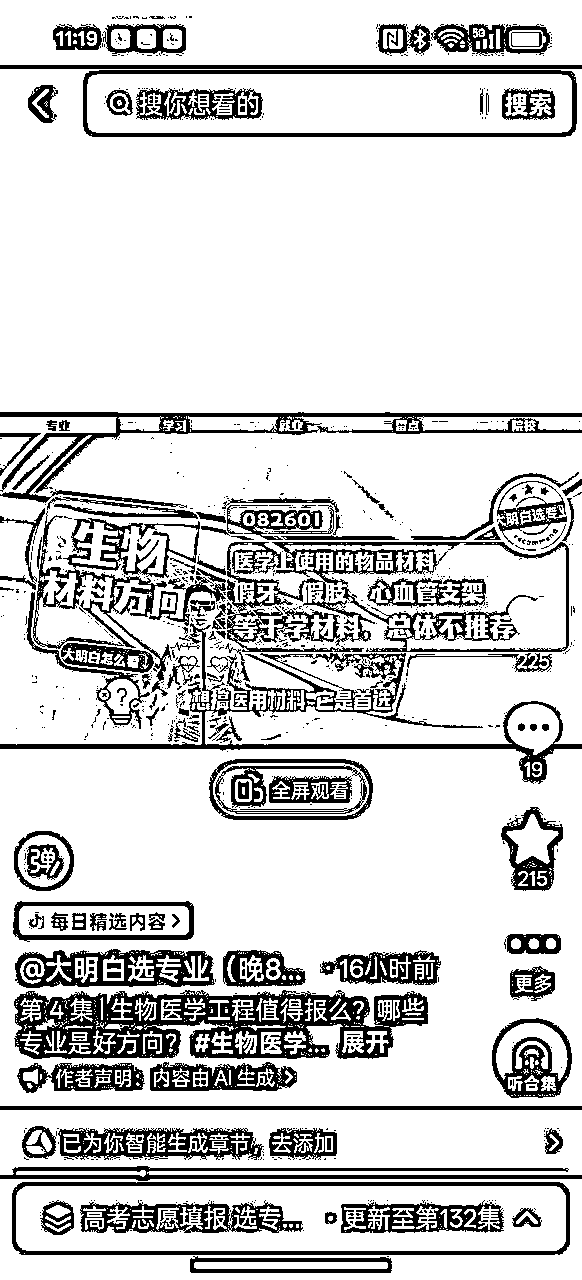 11:19
5G
搜你想看的
搜索
专业
学习
就业
盲点
院校
082601
大明白选专业
recommend
生物
材料方向
医学上使用的物品材料
假牙 假肢 心血管支架
等于学材料，总体不推荐
大明白怎么看
225
想搞医用材料 它是首选
19
全屏观看
弹
215
每日精选内容
@大明白选专业（晚8... · 16小时前
更多
第4集|生物医学工程值得报么？哪些
专业是好方向？ #生物医学... 展开
作者声明：内容由AI生成
听合集
已为你智能生成章节，去添加
高考志愿填报 选专... · 更新至第132集